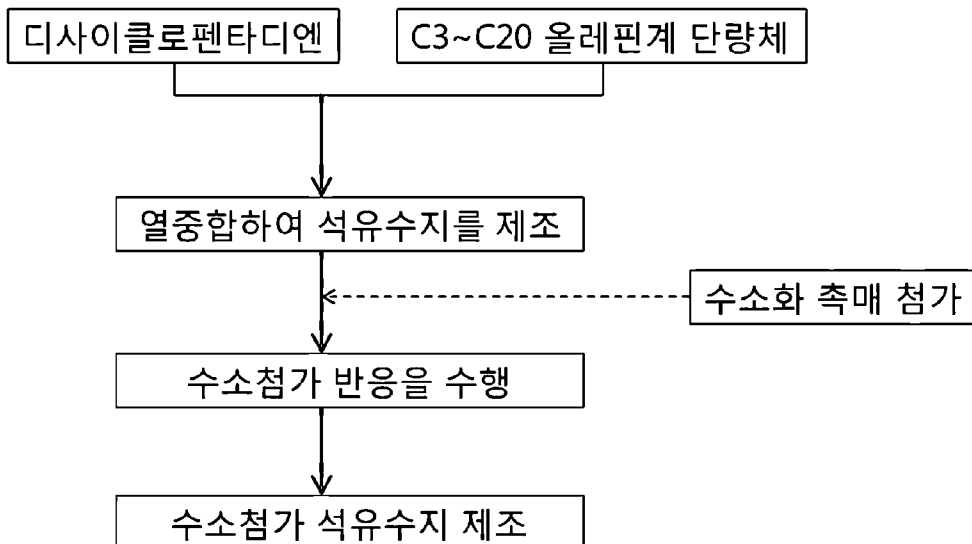 디사이클로펜타디엔
C3~C20 올레핀계 단량체
열중합하여 석유수지를 제조
수소화 촉매 첨가
수소첨가 반응을 수행
수소첨가 석유수지 제조